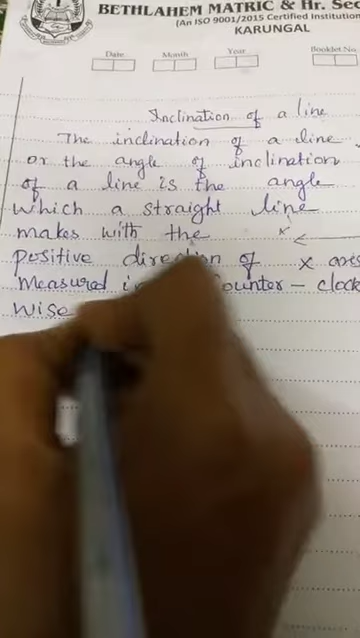 BETHLAHEM MATRIC & Hr. Sec
(An ISO 9001/2015 Certified Institution
KARUNGAL
Date Month Year Booklet No.
Inclination of a line
The inclination of a line
or the angle of inclination
of a line is the angle
which a straight line
makes with the
positive direction of X axis
Measured in counter - clock
wise